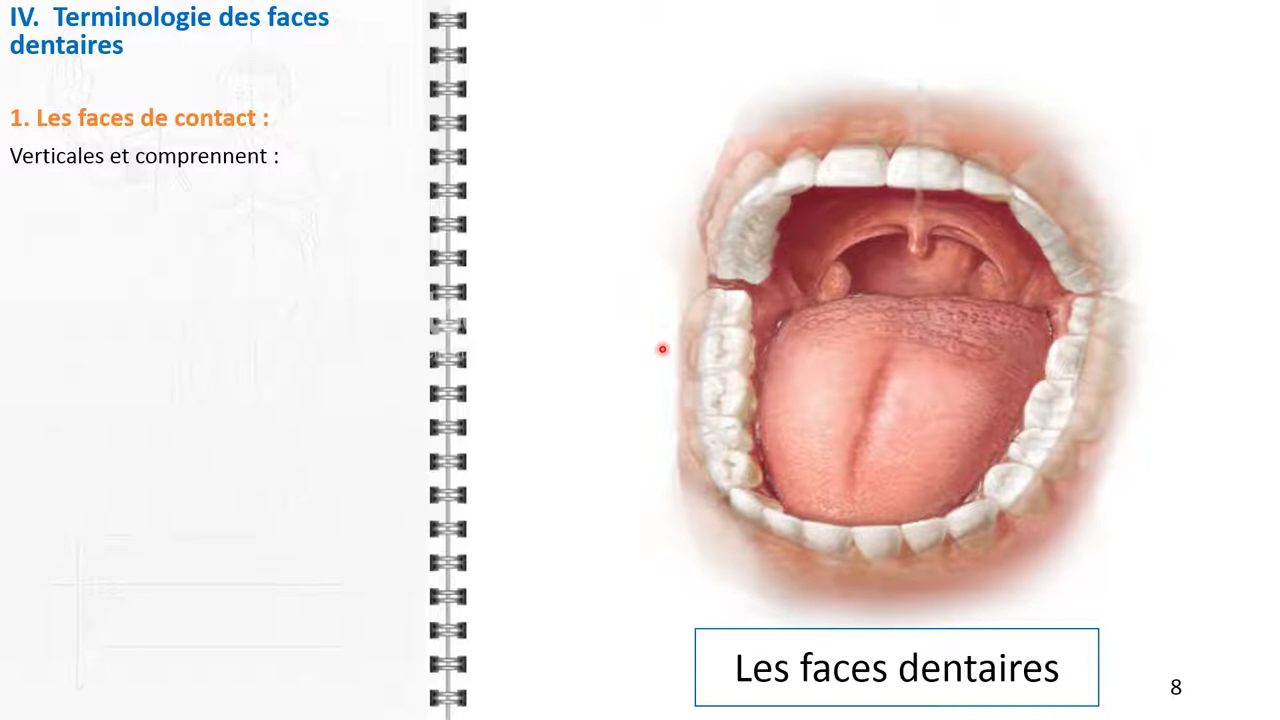 IV. Terminologie des faces
dentaires
1. Les faces de contact :
Verticales et comprennent :
Les faces dentaires
8